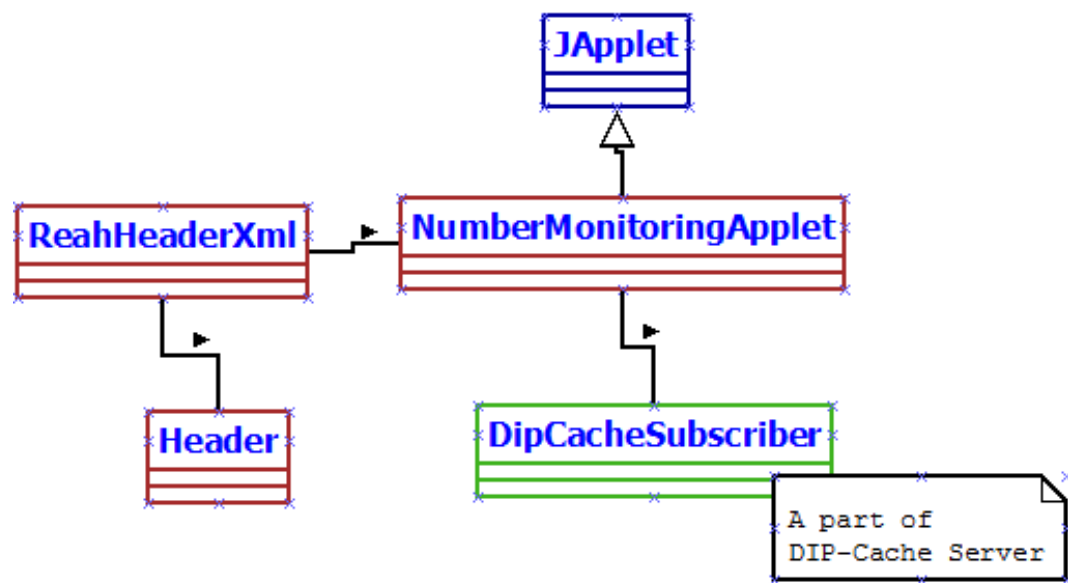 JApplet
ReahHeaderXml
NumberMonitoringApplet
Header
DipCacheSubscriber
A part of
DIP-Cache Server